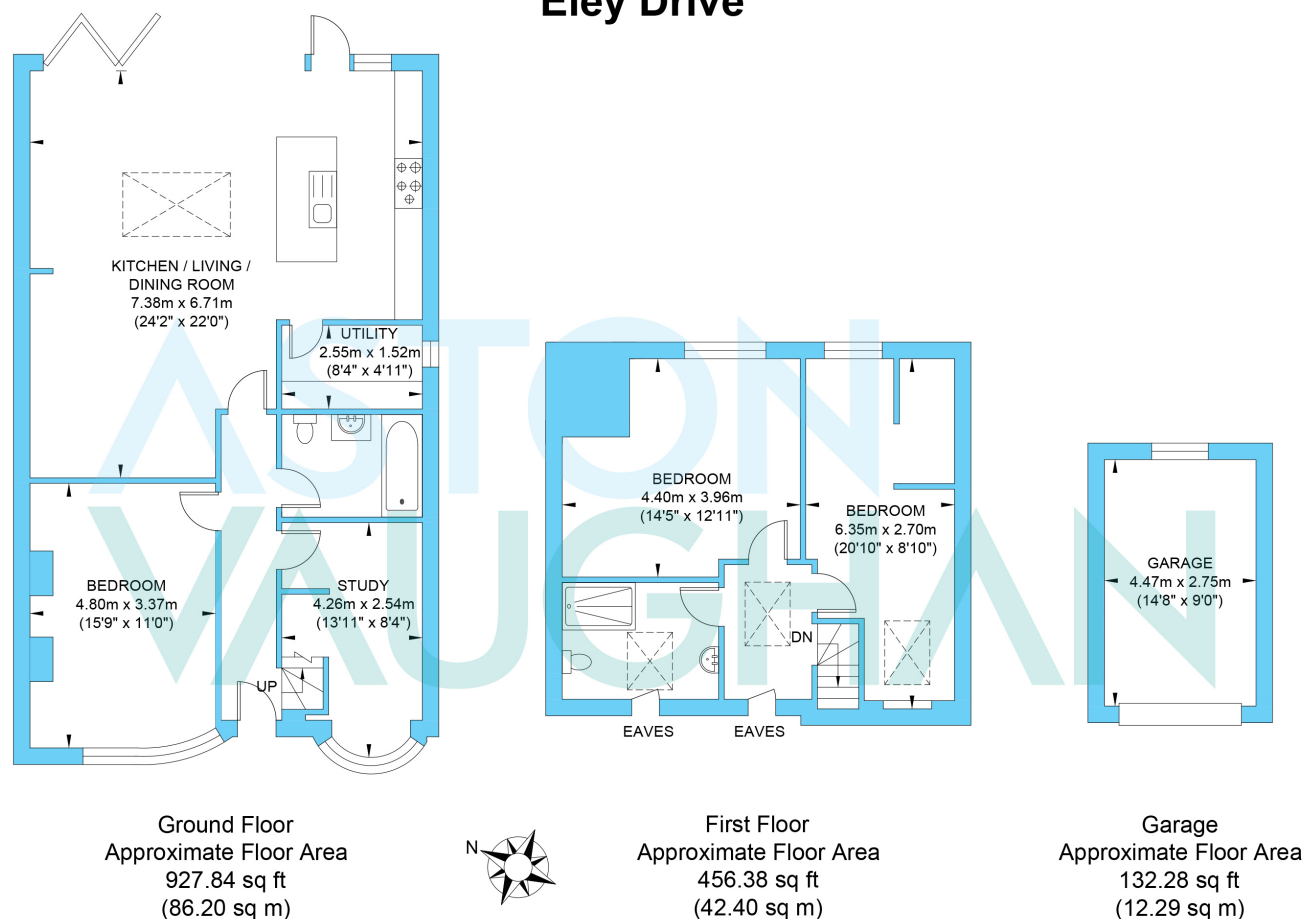 Eley Drive
KITCHEN / LIVING /
DINING ROOM
7.38m x 6.71m
(24'2" x 22'0")
UTILITY
2.55m x 1.52m
(8'4" x 4'11")
BEDROOM
4.80m x 3.37m
(15'9" x 11'0")
STUDY
4.26m x 2.54m
(13'11" x 8'4")
UP
BEDROOM
4.40m x 3.96m
(14'5" x 12'11")
BEDROOM
6.35m x 2.70m
(20'10" x 8'10")
DN
EAVES
EAVES
GARAGE
4.47m x 2.75m
(14'8" x 9'0")
ASTON
VAUGHAN
Ground Floor
Approximate Floor Area
927.84 sq ft
(86.20 sq m)
N
First Floor
Approximate Floor Area
456.38 sq ft
(42.40 sq m)
Garage
Approximate Floor Area
132.28 sq ft
(12.29 sq m)